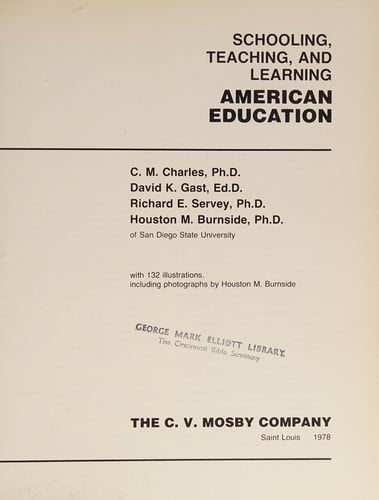 SCHOOLING,
TEACHING, AND
LEARNING
AMERICAN
EDUCATION
C. M. Charles, Ph.D.
David K. Gast, Ed.D.
Richard E. Servey, Ph.D.
Houston M. Burnside, Ph.D.
of San Diego State University
with 132 illustrations,
including photographs by Houston M. Burnside
GEORGE MARK ELLIOTT LIBRARY
The Cincinnati Bible Seminary
THE C. V. MOSBY COMPANY
Saint Louis 1978